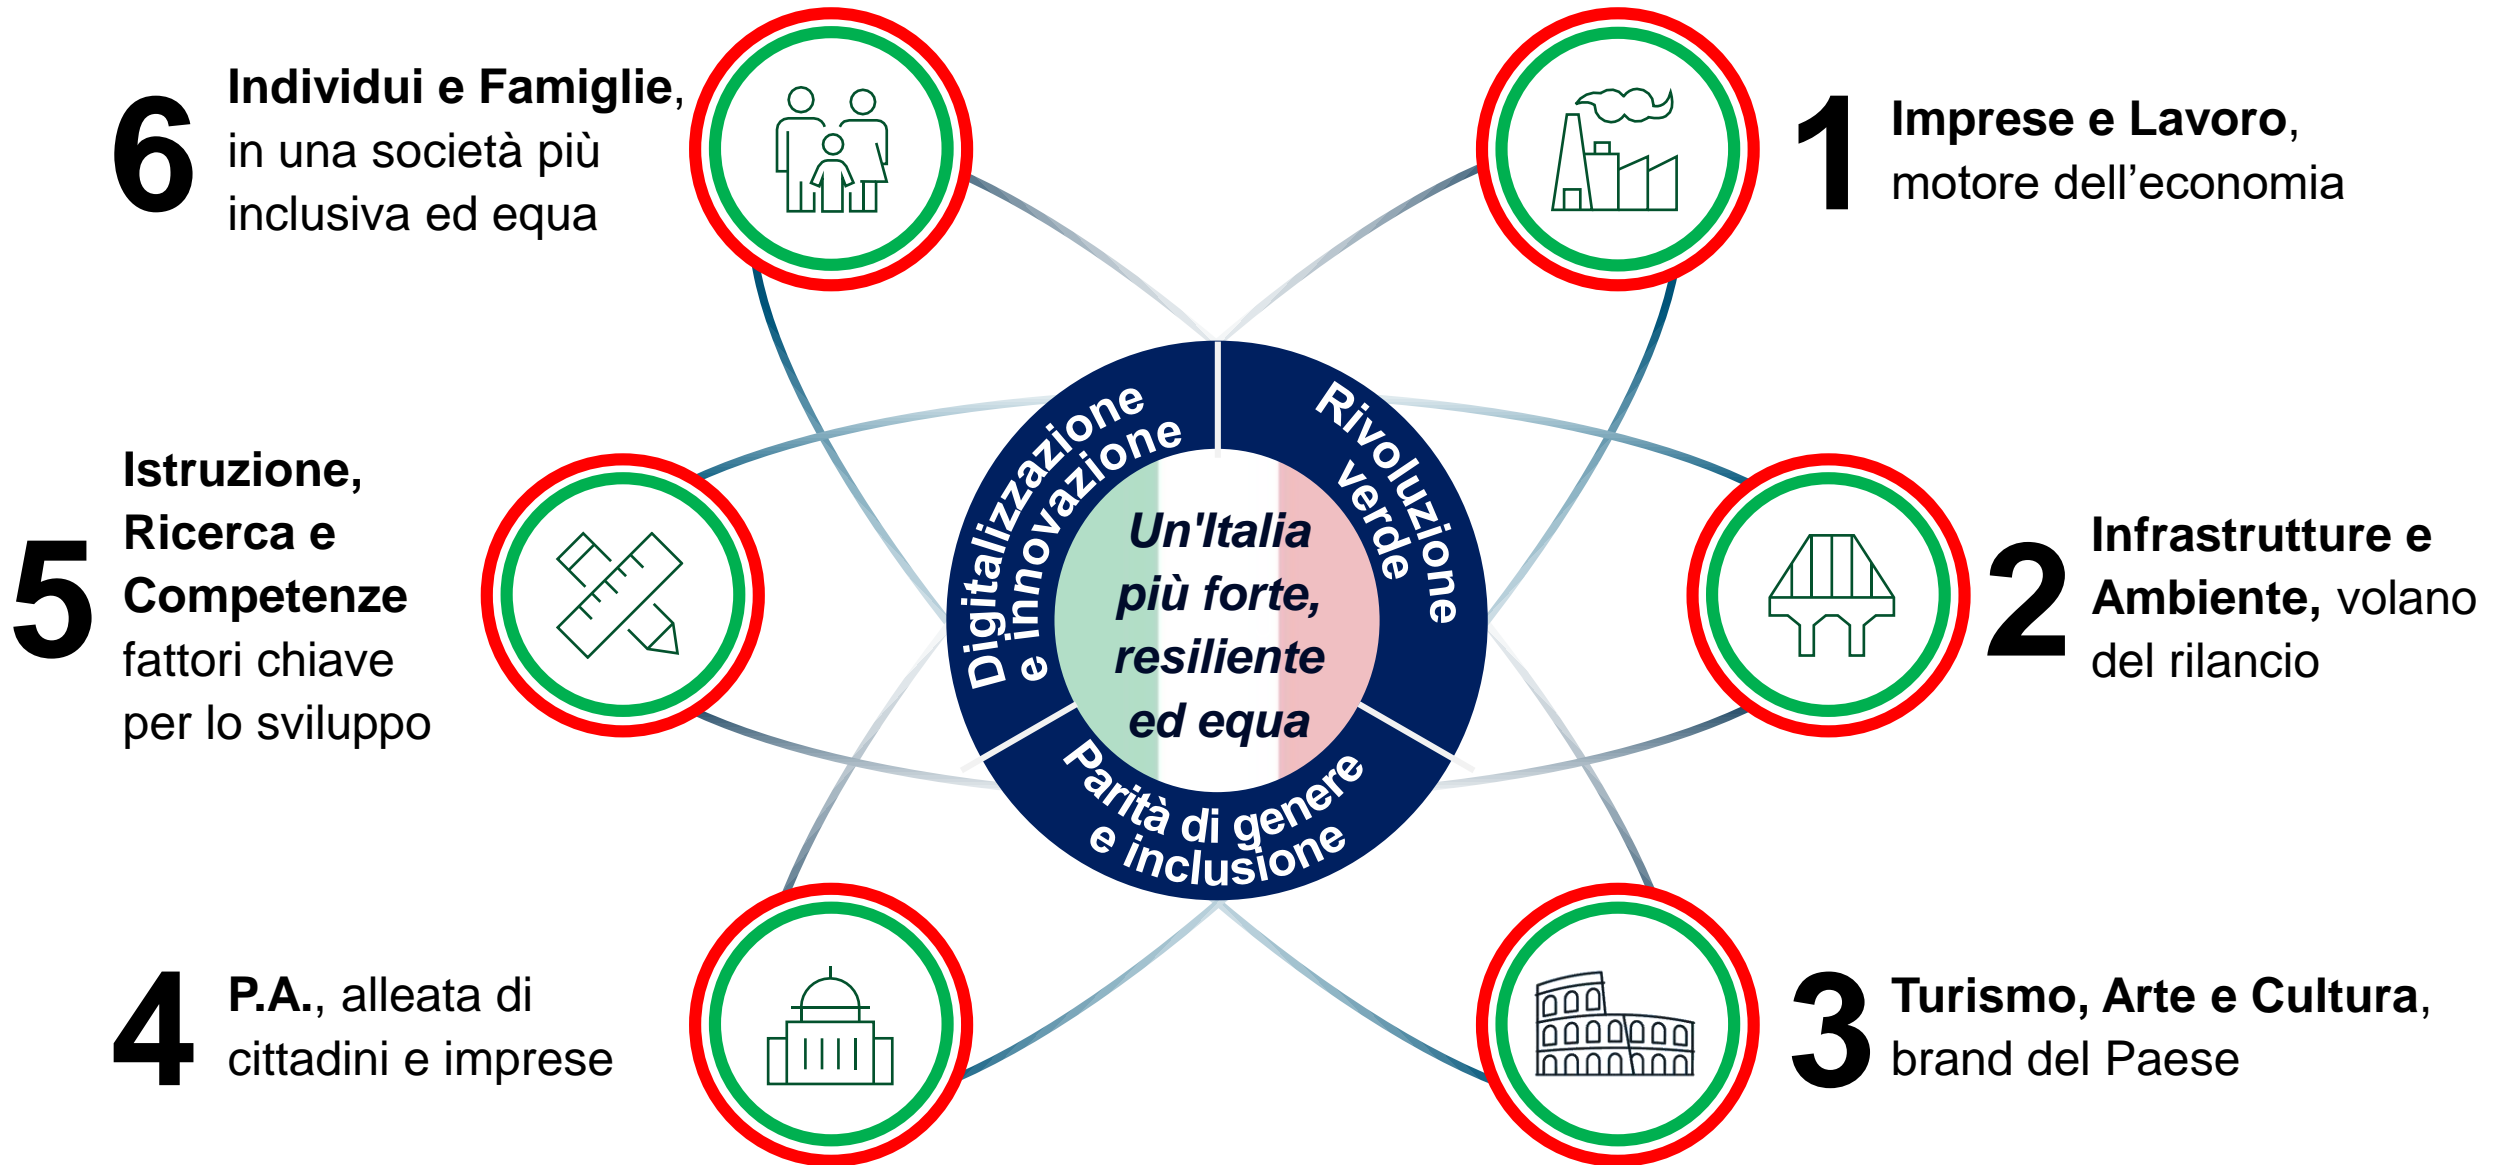 6
Individui e Famiglie,
in una società più
inclusiva ed equa
1
Imprese e Lavoro,
motore dell’economia
5
Istruzione,
Ricerca e
Competenze
fattori chiave
per lo sviluppo
Digitalizzazione
e innovazione
Rivoluzione
verde
Un'Italia
più forte,
resiliente
ed equa
Parità di genere
e inclusione
2
Infrastrutture e
Ambiente, volano
del rilancio
4
P.A., alleata di
cittadini e imprese
3
Turismo, Arte e Cultura,
brand del Paese